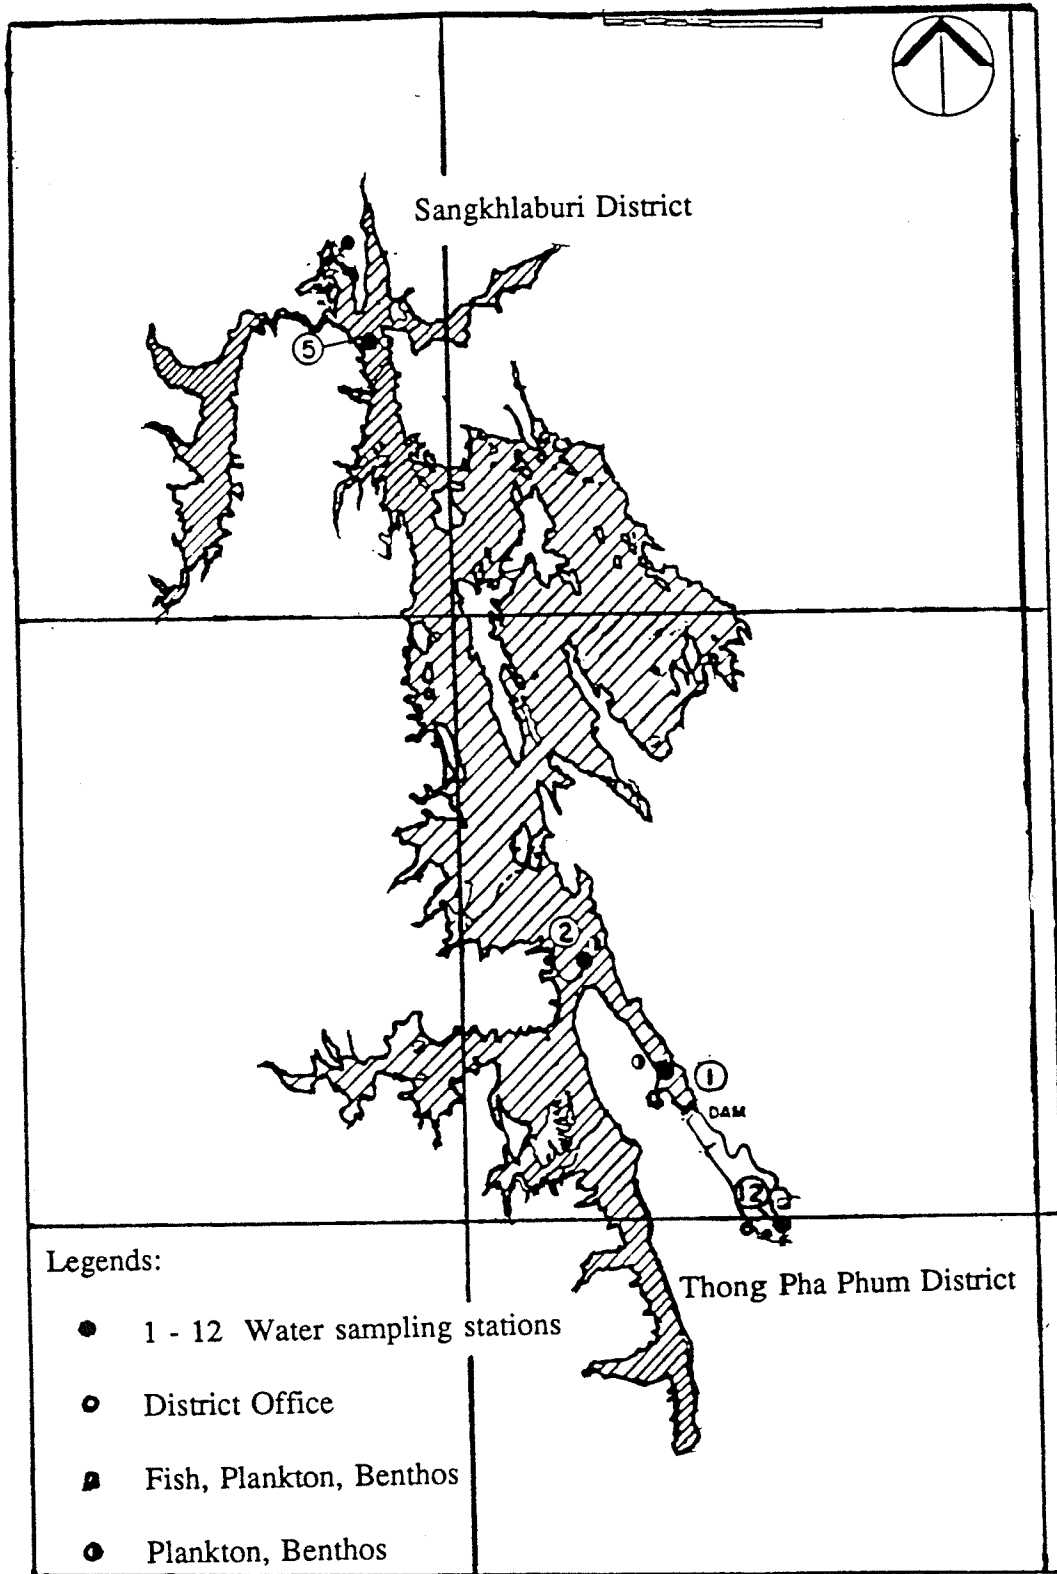 Sangkhlaburi District
5
2
1
DAM
12
Thong Pha Phum District
Legends:
1 - 12 Water sampling stations
District Office
Fish, Plankton, Benthos
Plankton, Benthos